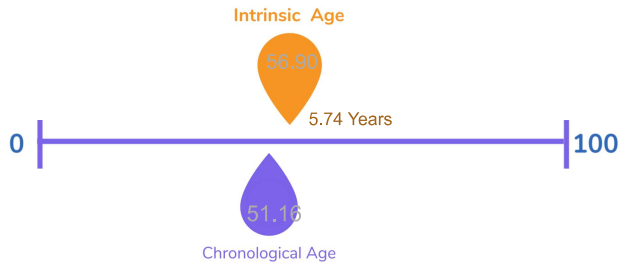 Intrinsic Age
56.90
5.74 Years
0
100
51.16
Chronological Age